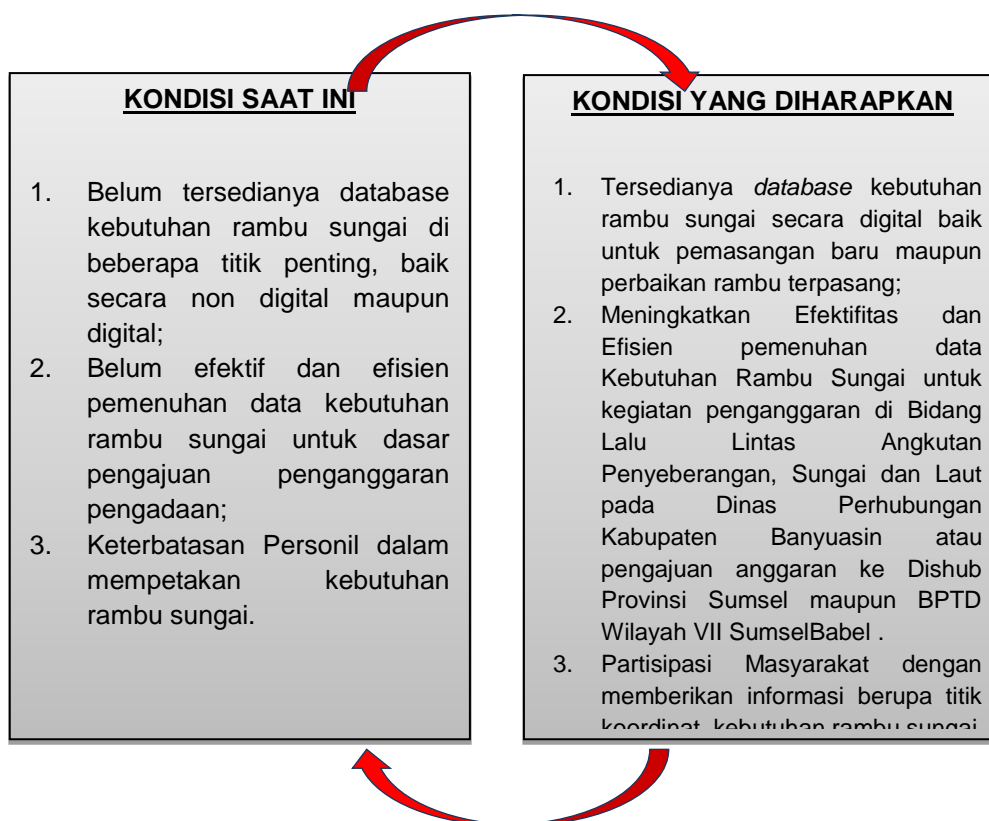 KONDISI SAAT INI
1. Belum tersedianya database
kebutuhan rambu sungai di
beberapa titik penting, baik
secara non digital maupun
digital;
2. Belum efektif dan efisien
pemenuhan data kebutuhan
rambu sungai untuk dasar
pengajuan penganggaran
pengadaan;
3. Keterbatasan Personil dalam
mempetakan kebutuhan
rambu sungai.
KONDISI YANG DIHARAPKAN
1. Tersedianya database kebutuhan
rambu sungai secara digital baik
untuk pemasangan baru maupun
perbaikan rambu terpasang;
2. Meningkatkan Efektifitas dan
Efisien pemenuhan data
Kebutuhan Rambu Sungai untuk
kegiatan penganggaran di Bidang
Lalu Lintas Angkutan
Penyeberangan, Sungai dan Laut
pada Dinas Perhubungan
Kabupaten Banyuasin atau
pengajuan anggaran ke Dishub
Provinsi Sumsel maupun BPTD
Wilayah VII SumselBabel .
3. Partisipasi Masyarakat dengan
memberikan informasi berupa titik
koordinat kebutuhan rambu sungai